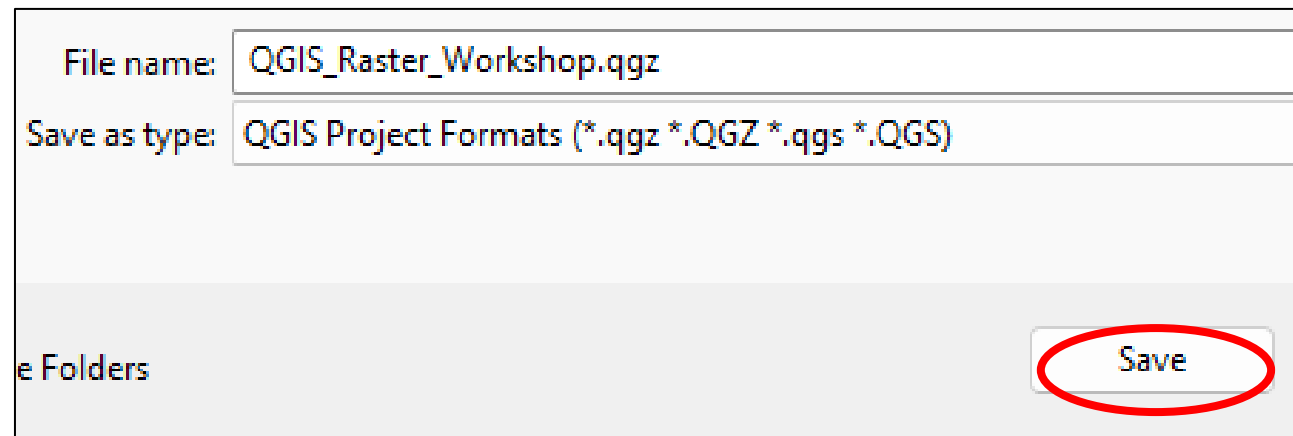 File name: QGIS_Raster_Workshop.qgz
Save as type: QGIS Project Formats (*.qgz *.QGZ *.qgs *.QGS)
e Folders Save